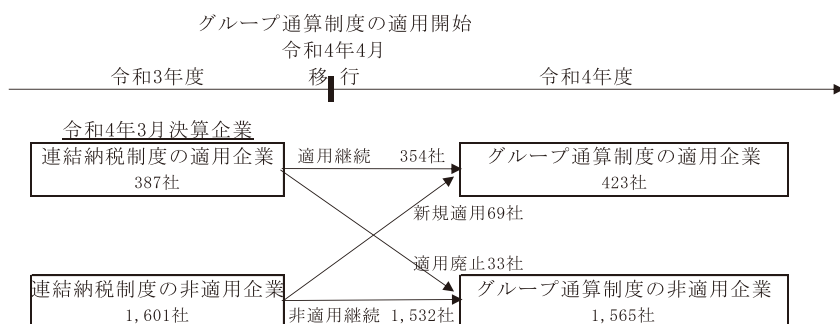 グループ通算制度の適用開始
令和4年4月
令和3年度
移行
令和4年度
令和4年3月決算企業
連結納税制度の適用企業
387社
適用継続 354社
グループ通算制度の適用企業
423社
新規適用69社
適用廃止33社
連結納税制度の非適用企業
1,601社
非適用継続 1,532社
グループ通算制度の非適用企業
1,565社